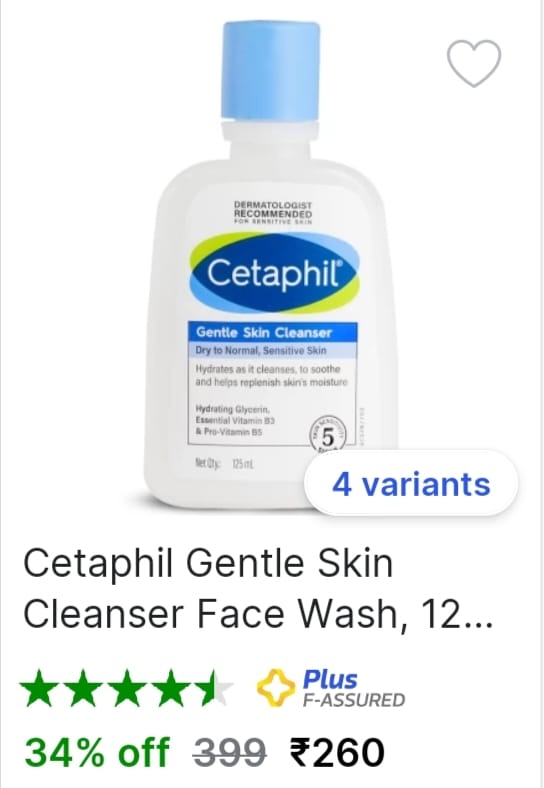 DERMATOLOGIST
RECOMMENDED
FOR SENSITIVE SKIN
Cetaphil®
Gentle Skin Cleanser
Dry to Normal, Sensitive Skin
Hydrates as it cleanses, to soothe
and helps replenish skin's moisture
Hydrating Glycerin,
Essential Vitamin B3
& Pro-Vitamin B5
SKIN SENSITIVITY
5
Net Qty: 125 mL
4 variants
Cetaphil Gentle Skin
Cleanser Face Wash, 12...
Plus
F-ASSURED
34% off 399 ₹260